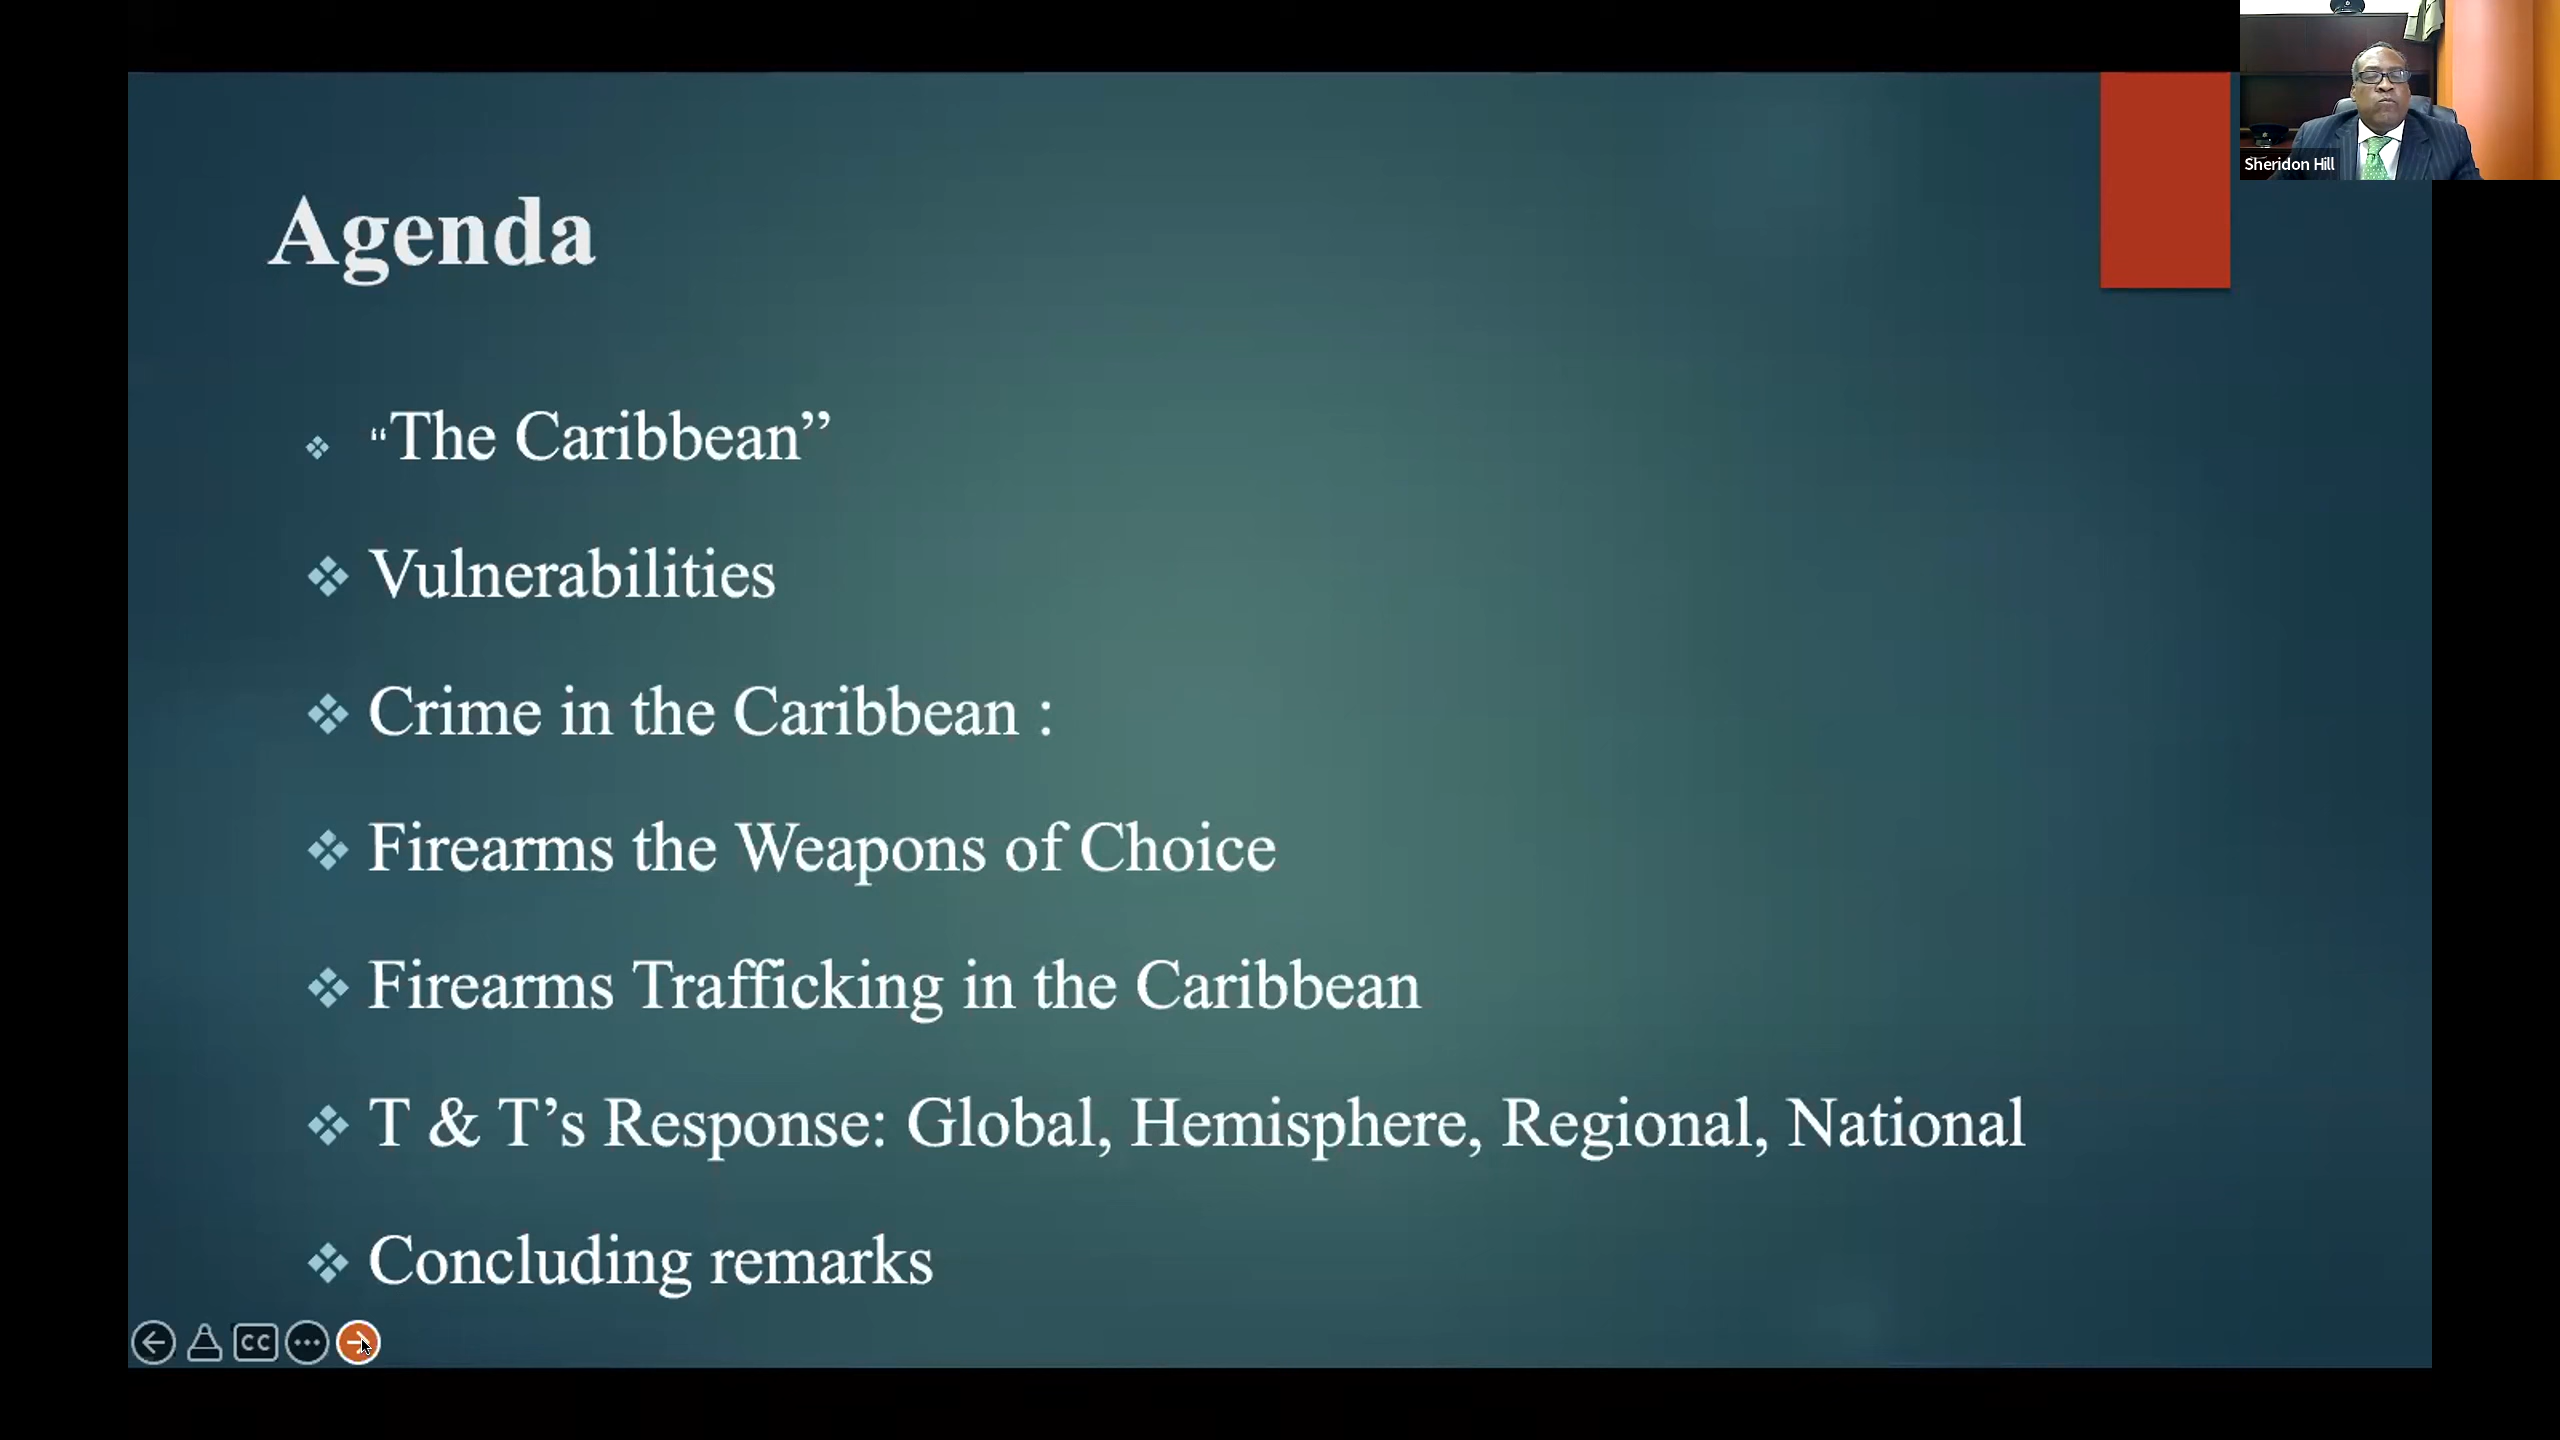 Sheridon Hill
Agenda
“The Caribbean”
Vulnerabilities
Crime in the Caribbean :
Firearms the Weapons of Choice
Firearms Trafficking in the Caribbean
T & T’s Response: Global, Hemisphere, Regional, National
Concluding remarks
CC